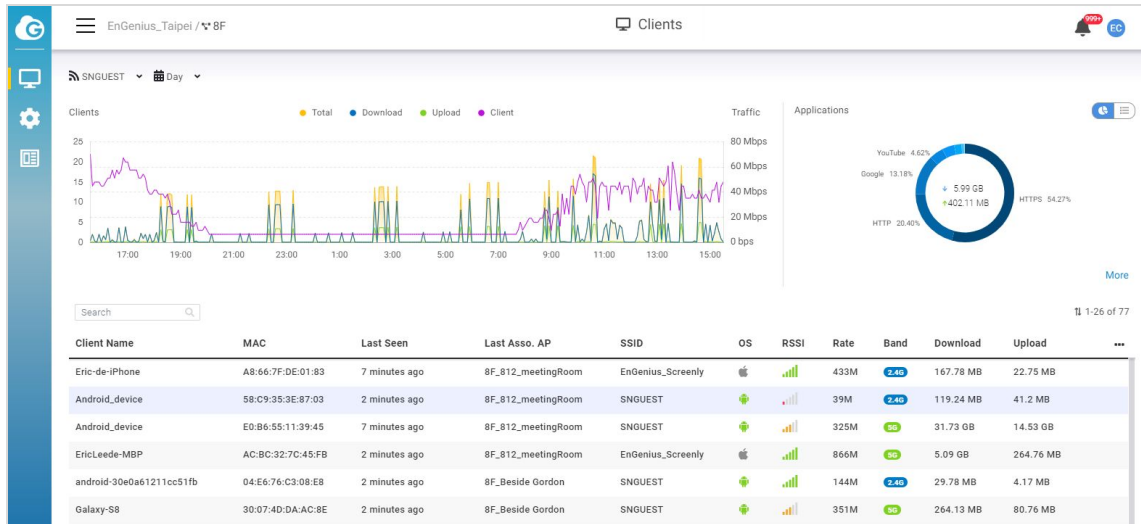 G
EnGenius_Taipei / 8F
Clients
999+
EC
SNGUEST
Day
Clients
Total
Download
Upload
Client
Traffic
25
20
15
10
5
0
80 Mbps
60 Mbps
40 Mbps
20 Mbps
0 bps
17:00 19:00 21:00 23:00 1:00 3:00 5:00 7:00 9:00 11:00 13:00 15:00
Applications
YouTube 4.62%
Google 13.18%
HTTP 20.40%
HTTPS 54.27%
5.99 GB
402.11 MB
More
Search
1-26 of 77
Client Name MAC Last Seen Last Asso. AP SSID OS RSSI Rate Band Download Upload •••
Eric-de-iPhone A8:66:7F:DE:01:83 7 minutes ago 8F_812_meetingRoom EnGenius_Screenly 433M 2.4G 167.78 MB 22.75 MB
Android_device 58:C9:35:3E:87:03 2 minutes ago 8F_812_meetingRoom SNGUEST 39M 2.4G 119.24 MB 41.2 MB
Android_device E0:B6:55:11:39:45 7 minutes ago 8F_812_meetingRoom SNGUEST 325M 5G 31.73 GB 14.53 GB
EricLeede-MBP AC:BC:32:7C:45:FB 2 minutes ago 8F_812_meetingRoom EnGenius_Screenly 866M 5G 5.09 GB 264.76 MB
android-30e0a61211cc51fb 04:E6:76:C3:08:E8 2 minutes ago 8F_Beside Gordon SNGUEST 144M 2.4G 29.78 MB 4.17 MB
Galaxy-S8 30:07:4D:DA:AC:8E 2 minutes ago 8F_Beside Gordon SNGUEST 351M 5G 264.13 MB 80.76 MB